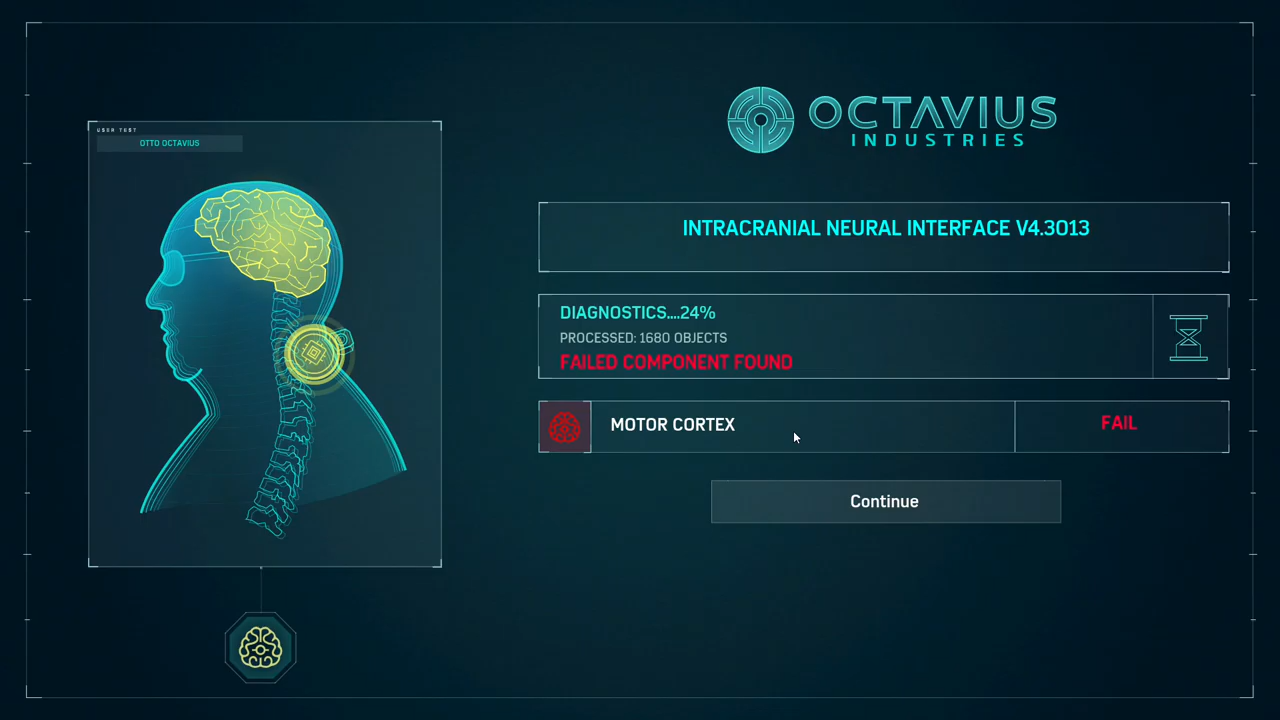 USER TEST
OTTO OCTAVIUS
OCTAVIUS
INDUSTRIES
INTRACRANIAL NEURAL INTERFACE V4.3013
DIAGNOSTICS....24%
PROCESSED: 1680 OBJECTS
FAILED COMPONENT FOUND
MOTOR CORTEX
FAIL
Continue